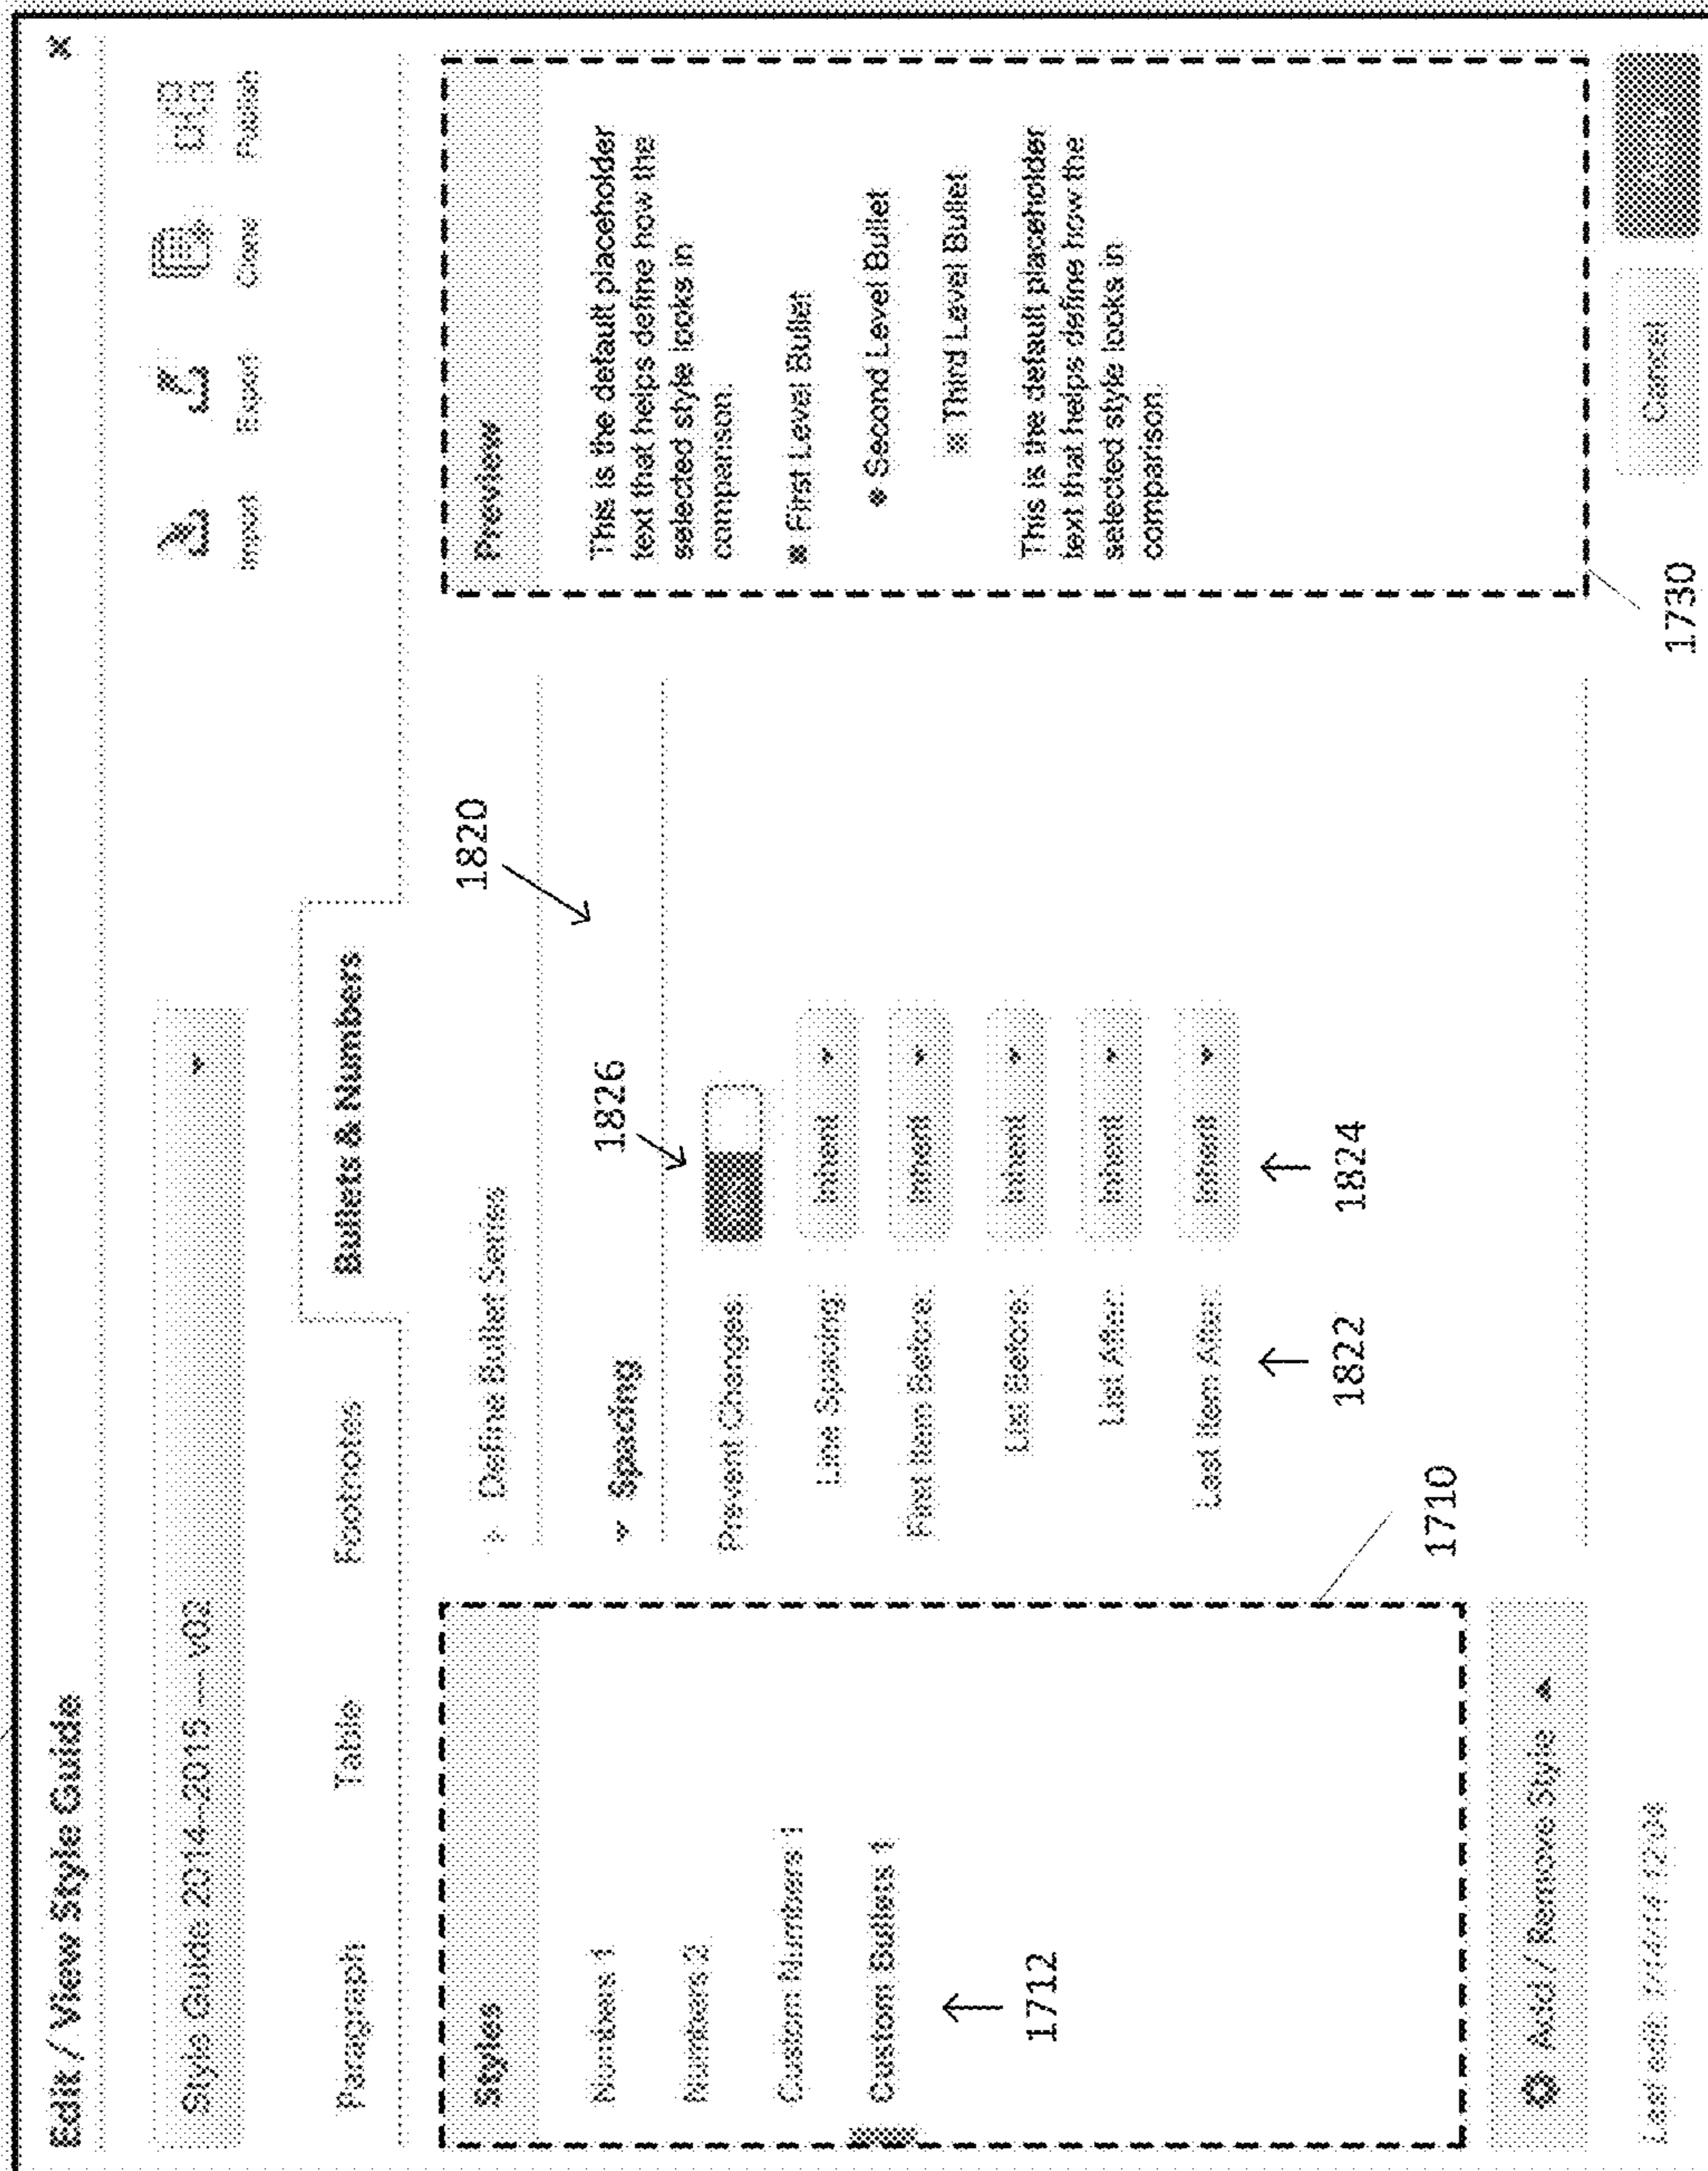 Edit / View Style Guide
Style Guide 2014-2015 — v02
Import
Export
Clone
Publish
Paragraph
Table
Footnotes
Bullets & Numbers
Styles
Numbers 1
Numbers 2
Custom Numbers 1
Custom Bullets 1
1712
1710
Add / Remove Style
Define Bullet Series
1820
Spacing
1826
Prevent Changes:
Line Spacing:
Inherit
First Item Before:
Inherit
List Before:
Inherit
List After:
Inherit
Last Item After:
Inherit
1822
1824
Preview
This is the default placeholder
text that helps define how the
selected style looks in
comparison.
First Level Bullet
Second Level Bullet
Third Level Bullet
This is the default placeholder
text that helps define how the
selected style looks in
comparison.
1730
Last edit:
Cancel